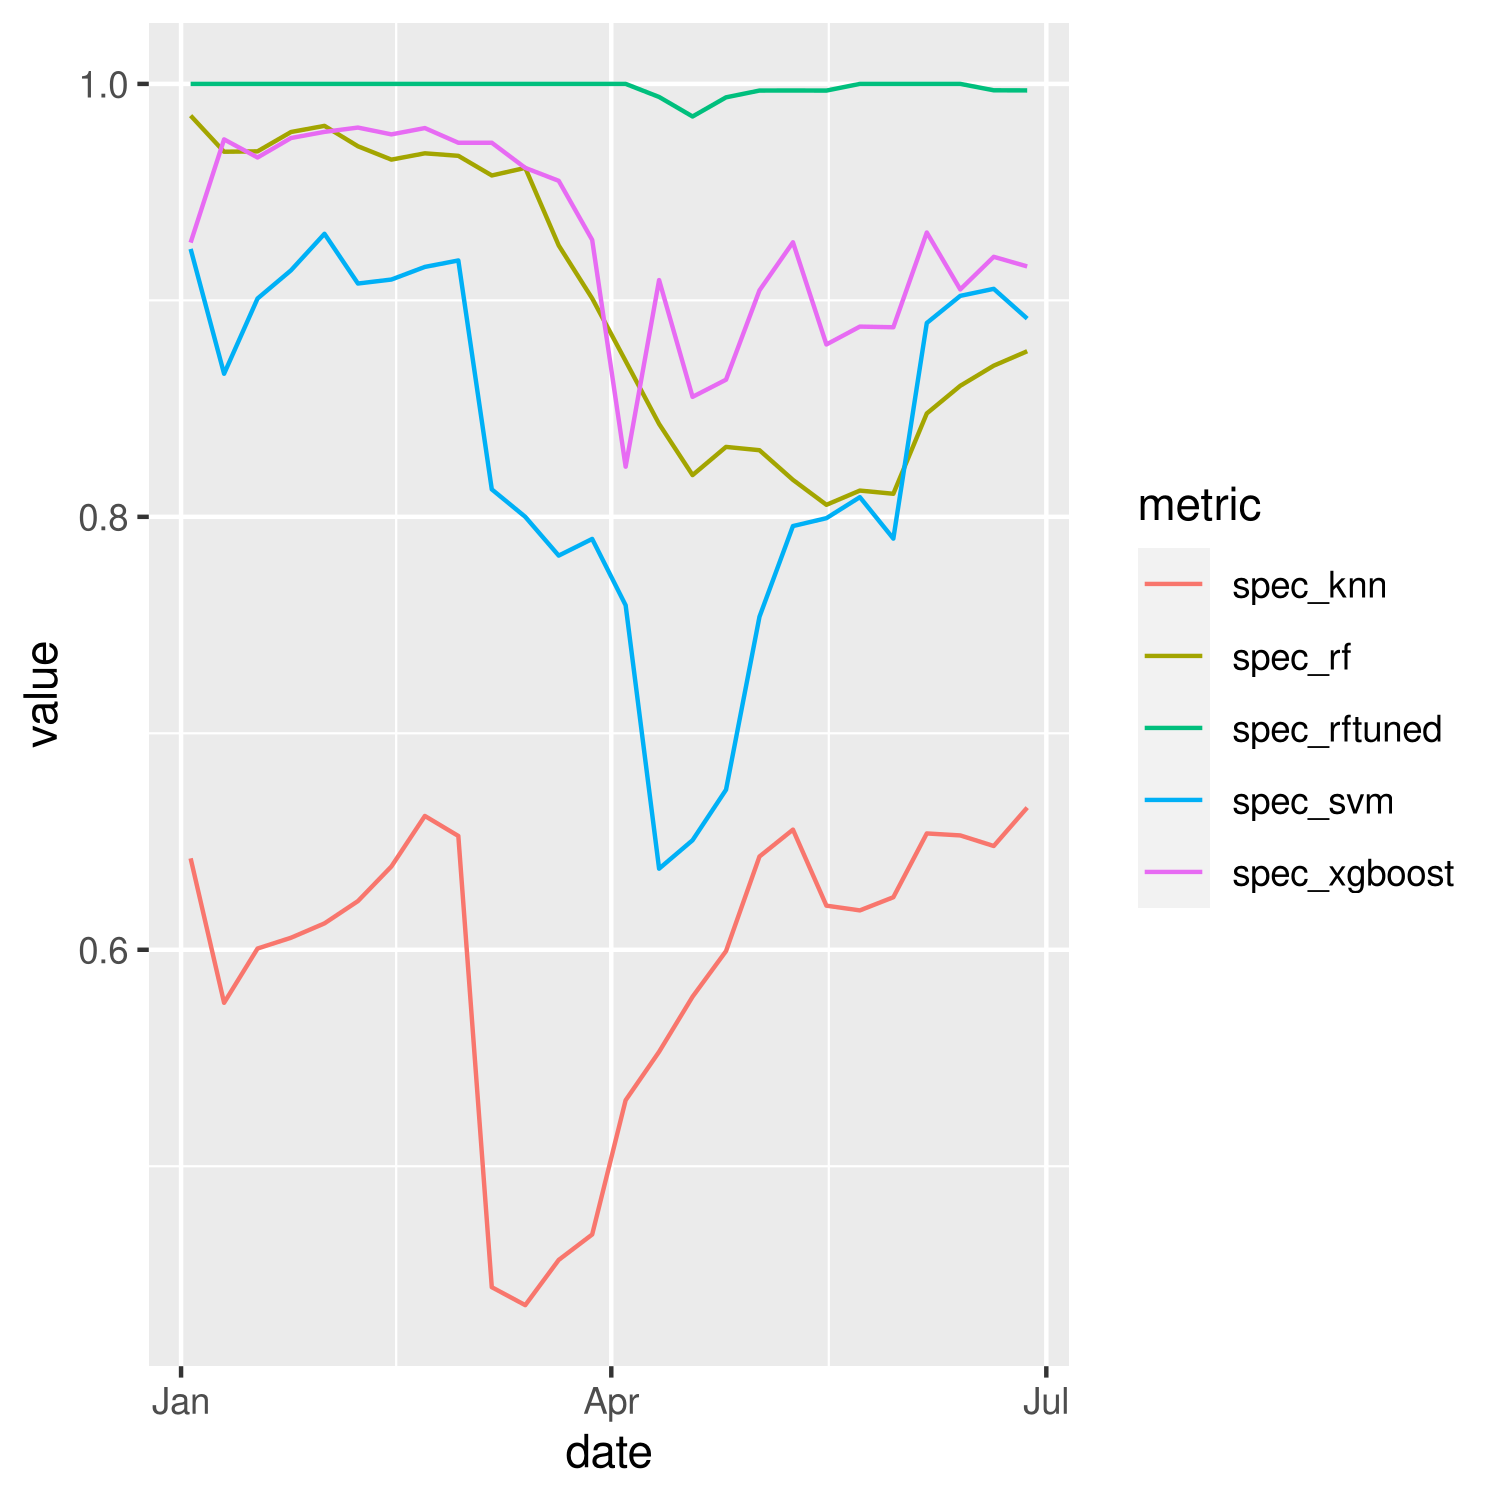 1.0
0.8
0.6
value
Jan
Apr
Jul
date
metric
spec_knn
spec_rf
spec_rftuned
spec_svm
spec_xgboost